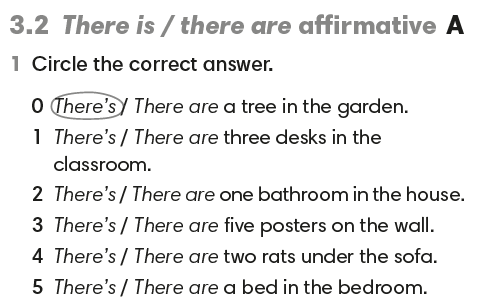 3.2 There is / there are affirmative A
1 Circle the correct answer.
0 There's / There are a tree in the garden.
1 There's / There are three desks in the
classroom.
2 There's / There are one bathroom in the house.
3 There's / There are five posters on the wall.
4 There's / There are two rats under the sofa.
5 There's / There are a bed in the bedroom.